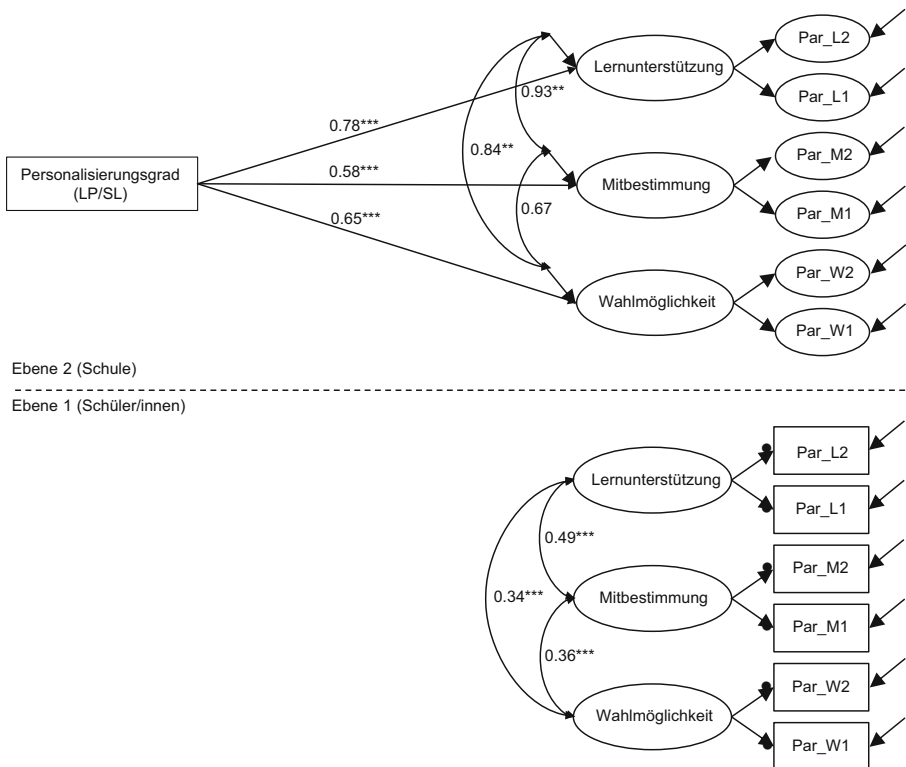 Par_L2
Lernunterstützung
0.93**
Par_L1
0.78***
Par_M2
0.84**
Personalisierungsgrad
(LP/SL)
0.58***
Mitbestimmung
0.67
Par_M1
0.65***
Par_W2
Wahlmöglichkeit
Par_W1
Ebene 2 (Schule)
Ebene 1 (Schüler/innen)
Par_L2
Lernunterstützung
Par_L1
0.49***
Par_M2
0.34***
Mitbestimmung
Par_M1
0.36***
Par_W2
Wahlmöglichkeit
Par_W1